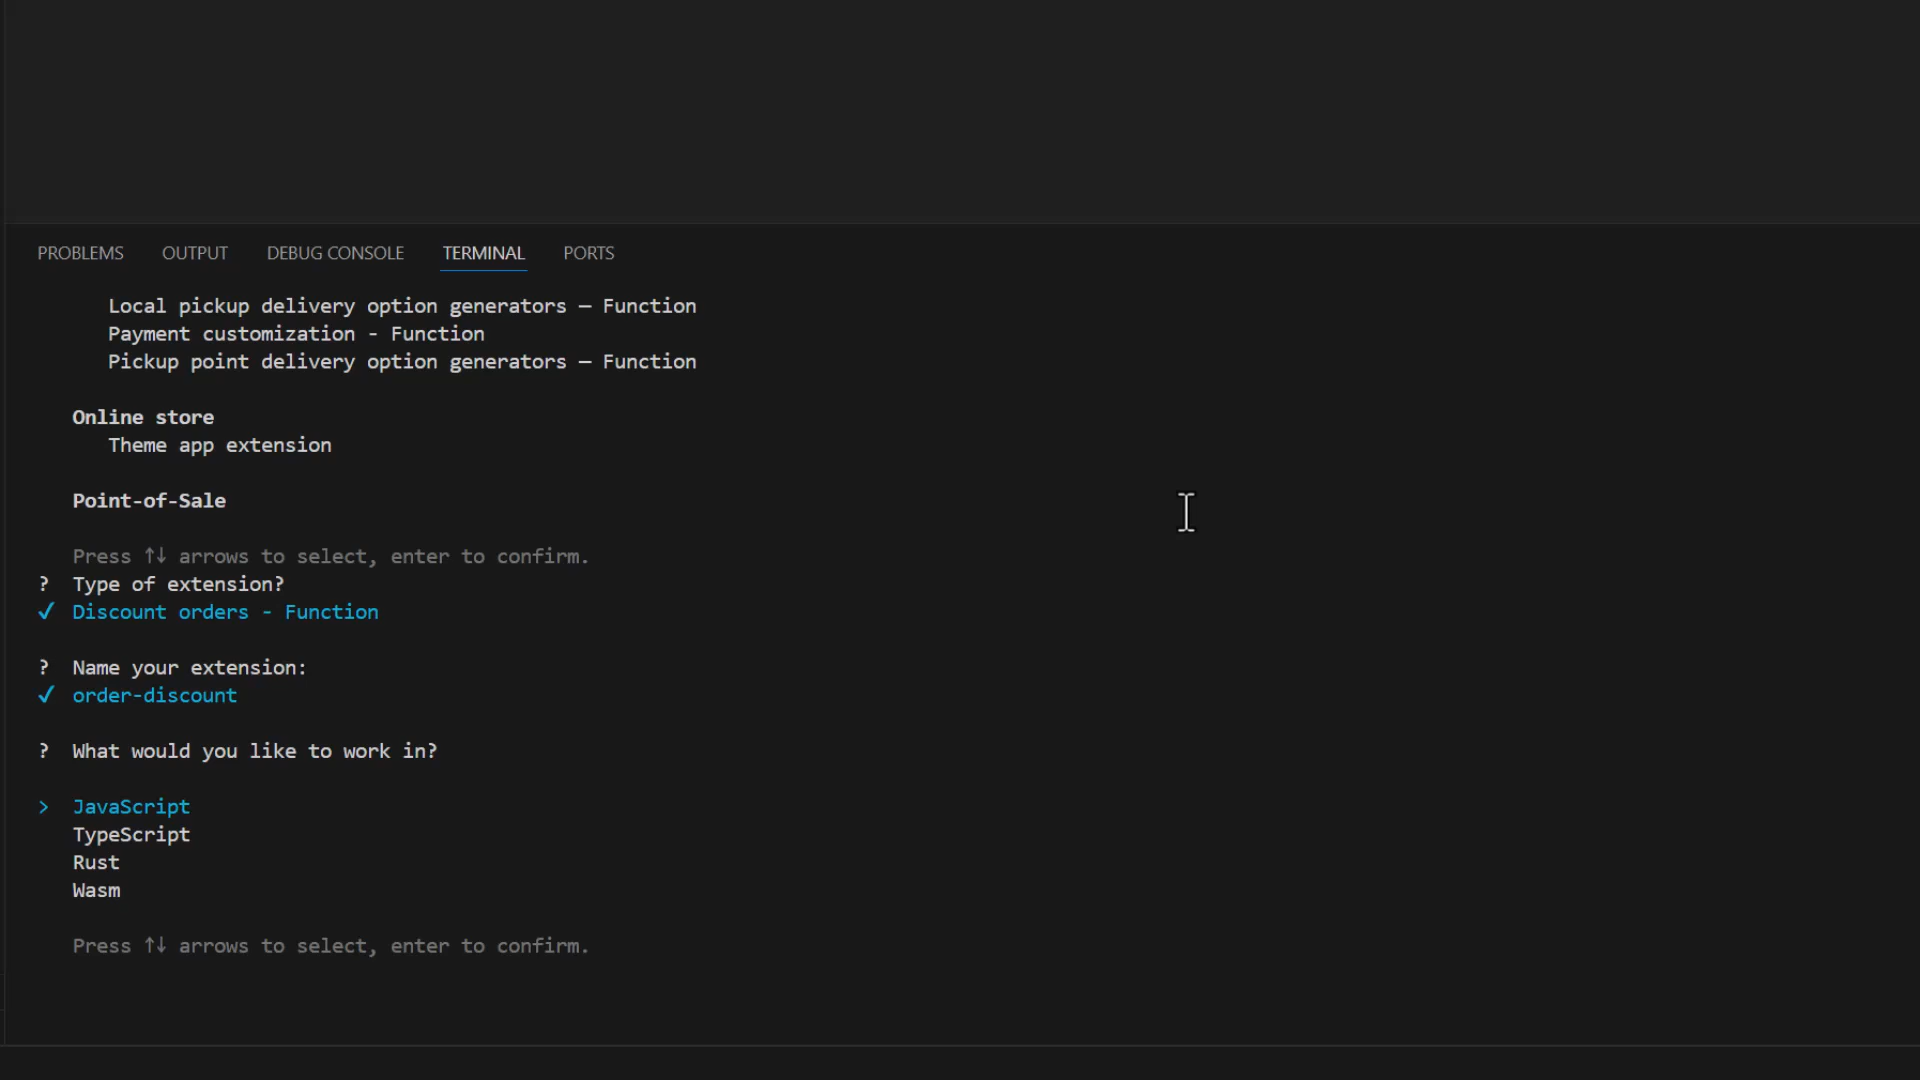 PROBLEMS OUTPUT DEBUG CONSOLE TERMINAL PORTS
Local pickup delivery option generators — Function
Payment customization - Function
Pickup point delivery option generators — Function
Online store
Theme app extension
Point-of-Sale
Press ↑↓ arrows to select, enter to confirm.
? Type of extension?
✓ Discount orders - Function
? Name your extension:
✓ order-discount
? What would you like to work in?
> JavaScript
TypeScript
Rust
Wasm
Press ↑↓ arrows to select, enter to confirm.